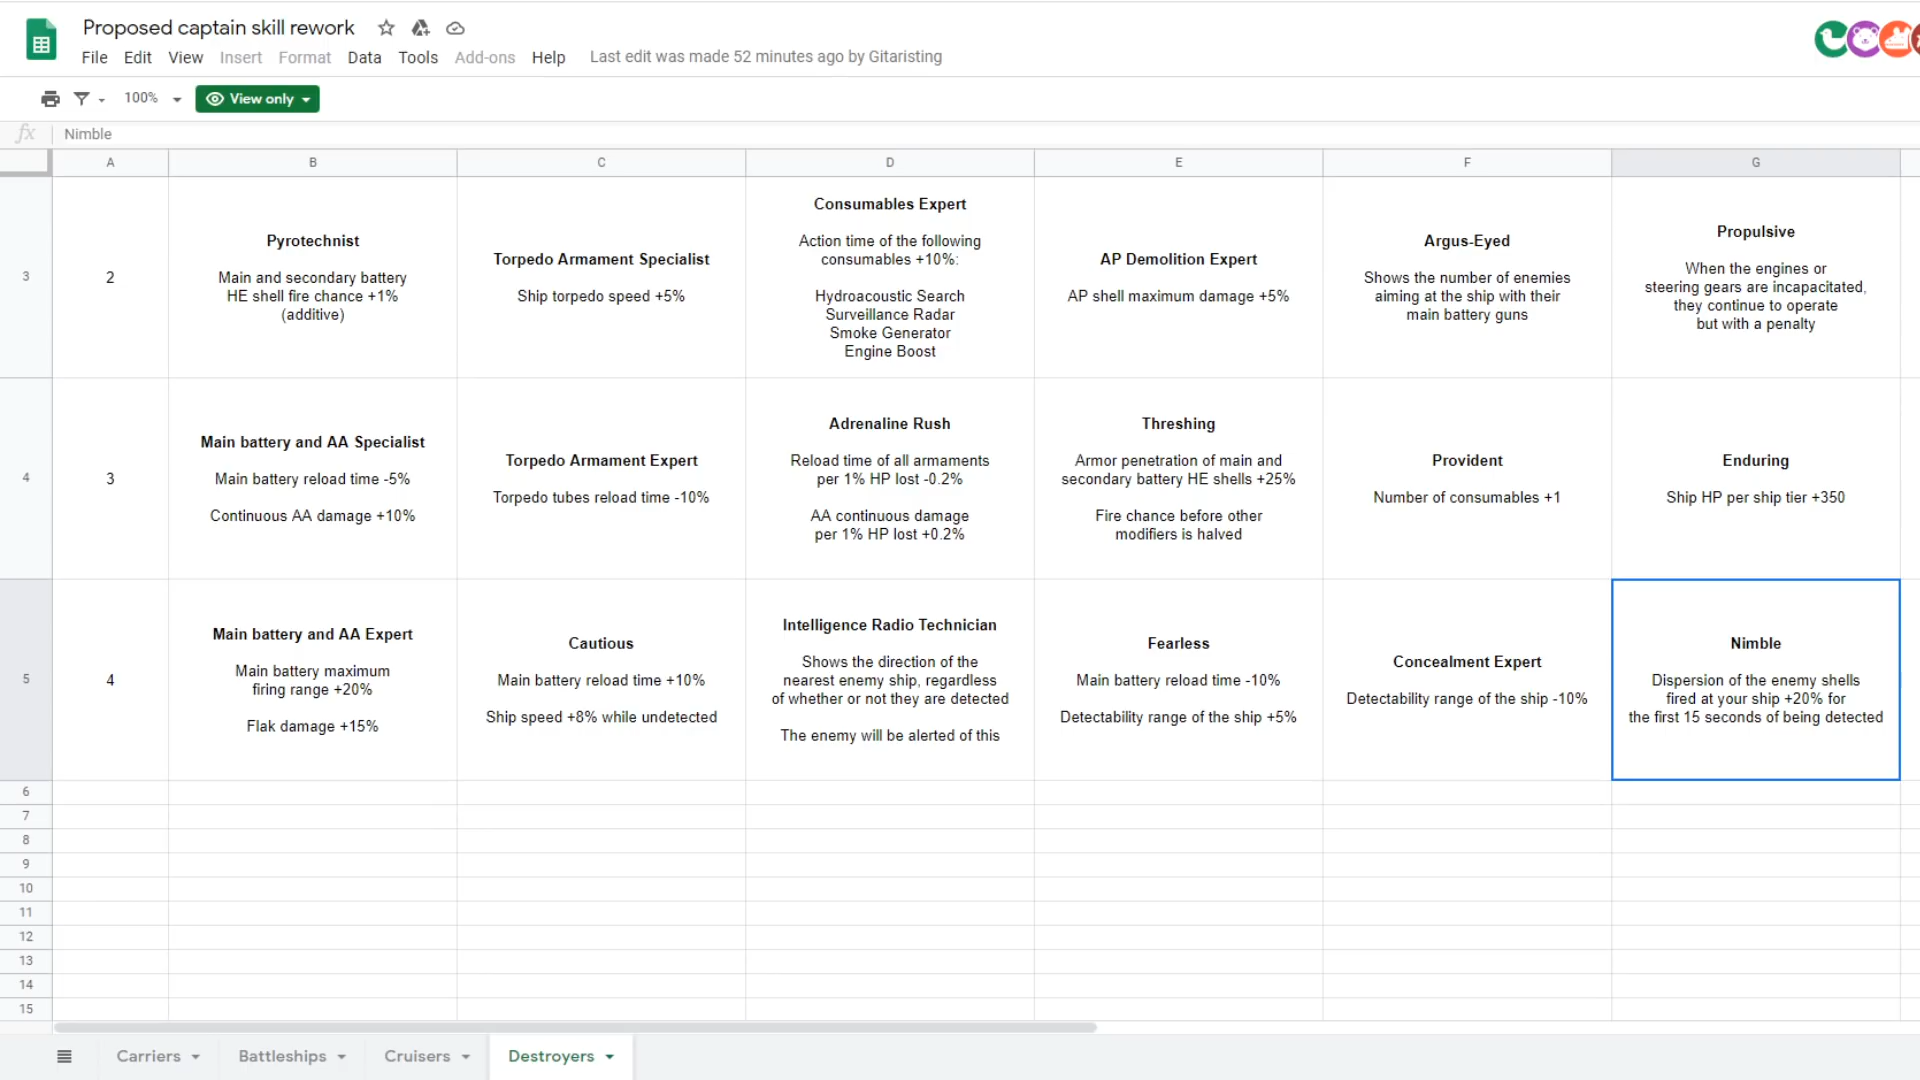 Proposed captain skill rework
File Edit View Insert Format Data Tools Add-ons Help Last edit was made 52 minutes ago by Gitaristing
100% View only
fx Nimble
A B C D E F G
3
2
Pyrotechnist
Main and secondary battery
HE shell fire chance +1%
(additive)
Torpedo Armament Specialist
Ship torpedo speed +5%
Consumables Expert
Action time of the following
consumables +10%:
Hydroacoustic Search
Surveillance Radar
Smoke Generator
Engine Boost
AP Demolition Expert
AP shell maximum damage +5%
Argus-Eyed
Shows the number of enemies
aiming at the ship with their
main battery guns
Propulsive
When the engines or
steering gears are incapacitated,
they continue to operate
but with a penalty
4
3
Main battery and AA Specialist
Main battery reload time -5%
Continuous AA damage +10%
Torpedo Armament Expert
Torpedo tubes reload time -10%
Adrenaline Rush
Reload time of all armaments
per 1% HP lost -0.2%
AA continuous damage
per 1% HP lost +0.2%
Threshing
Armor penetration of main and
secondary battery HE shells +25%
Fire chance before other
modifiers is halved
Provident
Number of consumables +1
Enduring
Ship HP per ship tier +350
5
4
Main battery and AA Expert
Main battery maximum
firing range +20%
Flak damage +15%
Cautious
Main battery reload time +10%
Ship speed +8% while undetected
Intelligence Radio Technician
Shows the direction of the
nearest enemy ship, regardless
of whether or not they are detected
The enemy will be alerted of this
Fearless
Main battery reload time -10%
Detectability range of the ship +5%
Concealment Expert
Detectability range of the ship -10%
Nimble
Dispersion of the enemy shells
fired at your ship +20% for
the first 15 seconds of being detected
6
7
8
9
10
11
12
13
14
15
Carriers Battleships Cruisers Destroyers